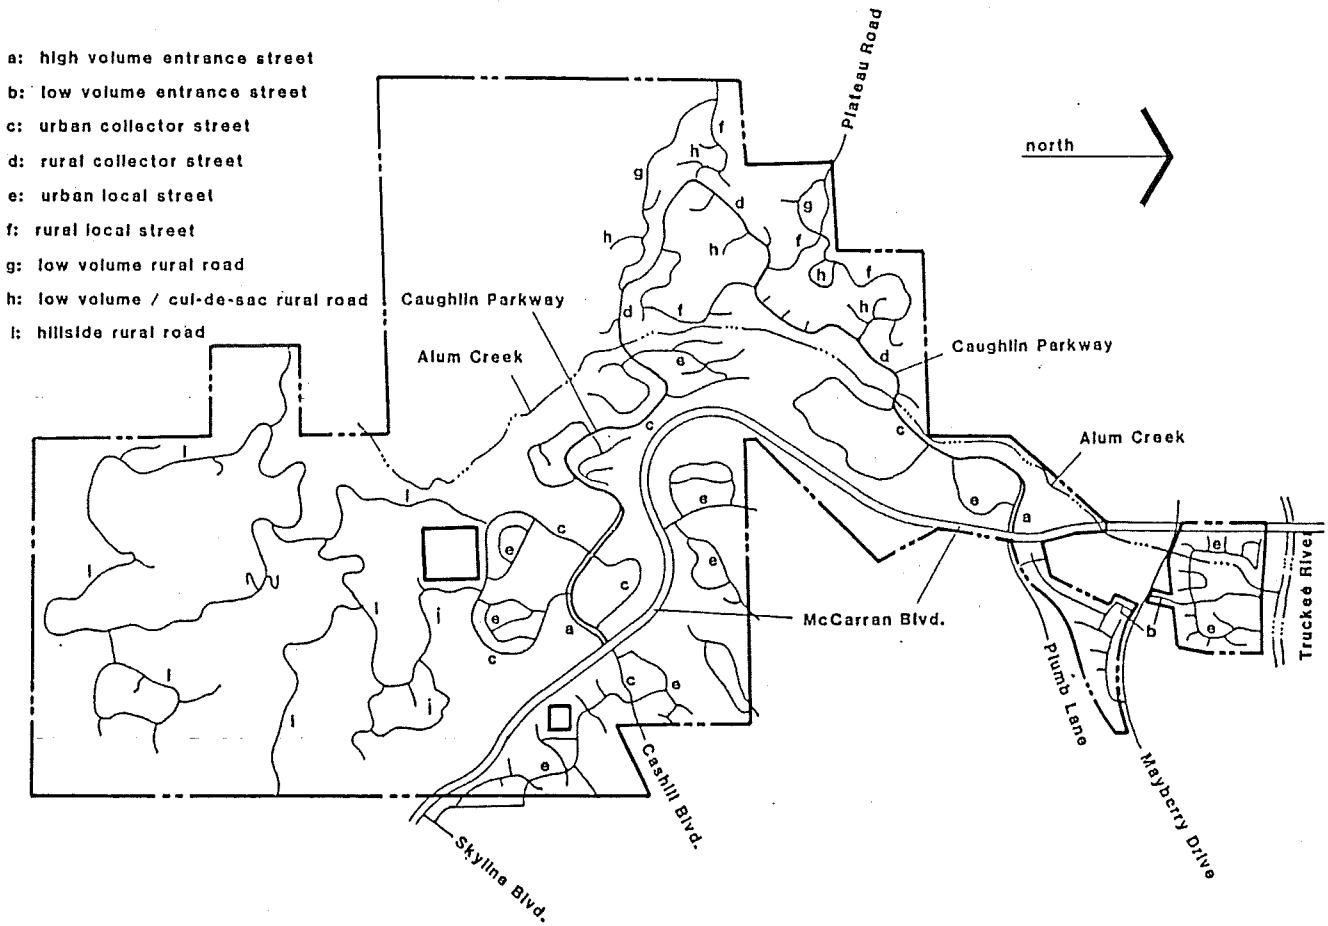 a: high volume entrance street
b: low volume entrance street
c: urban collector street
d: rural collector street
e: urban local street
f: rural local street
g: low volume rural road
h: low volume / cul-de-sac rural road
i: hillside rural road
Plateau Road
north
f
h
g
d
g
h
h
f
h
f
h
d
f
Caughlin Parkway
Alum Creek
e
d
Caughlin Parkway
c
c
Alum Creek
i
i
e
e
a
c
e
e
i
c
e
i
i
e
a
c
McCarran Blvd.
b
e
Truckee River
i
i
i
c
e
Plumb Lane
e
Cashill Blvd.
Mayberry Drive
Skyline Blvd.